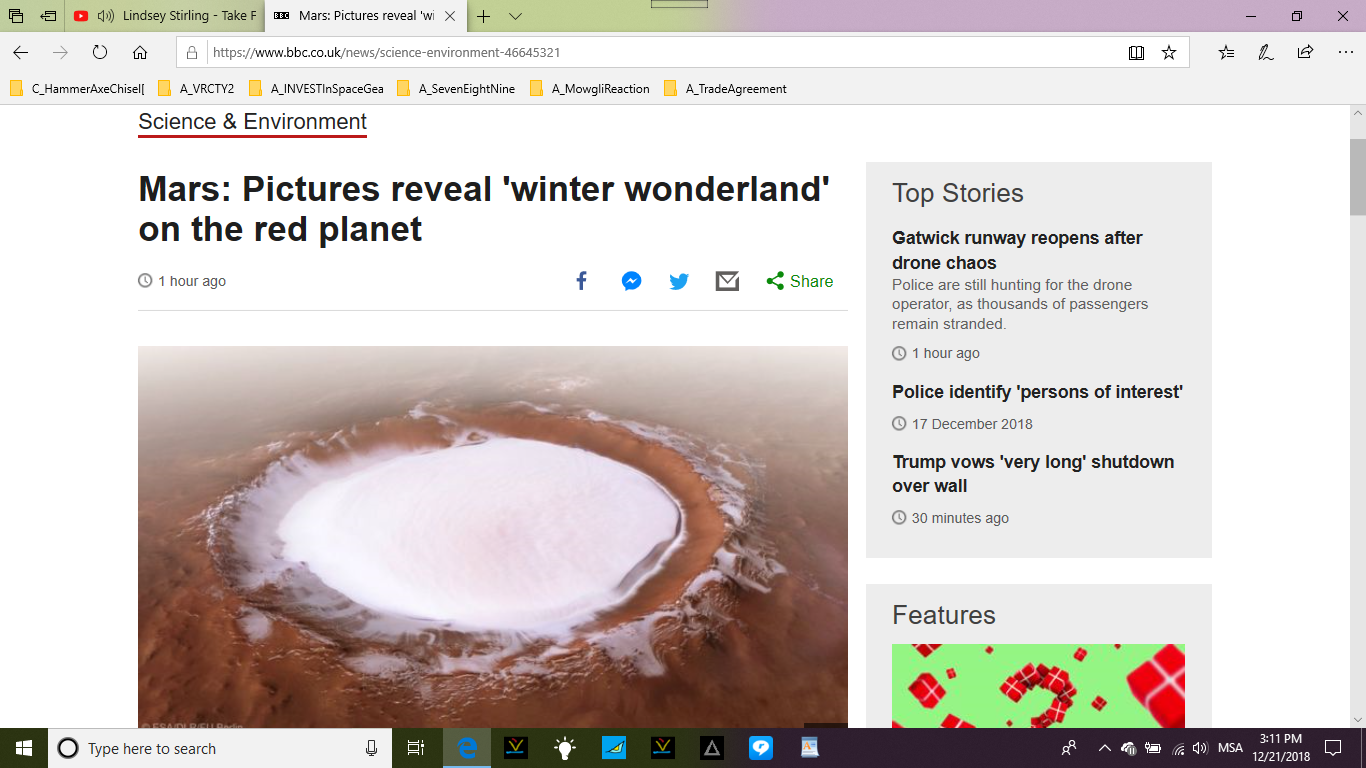 Lindsey Stirling - Take F
BBC Mars: Pictures reveal 'wi
https://www.bbc.co.uk/news/science-environment-46645321
C_HammerAxeChisel[
A_VRCTY2
A_INVESTInSpaceGea
A_SevenEightNine
A_MowgliReaction
A_TradeAgreement
Science & Environment
Mars: Pictures reveal 'winter wonderland'
on the red planet
1 hour ago
Share
Top Stories
Gatwick runway reopens after
drone chaos
Police are still hunting for the drone
operator, as thousands of passengers
remain stranded.
1 hour ago
Police identify 'persons of interest'
17 December 2018
Trump vows 'very long' shutdown
over wall
30 minutes ago
Features
© ESA/DLR/FU Berlin
Type here to search
MSA
3:11 PM
12/21/2018